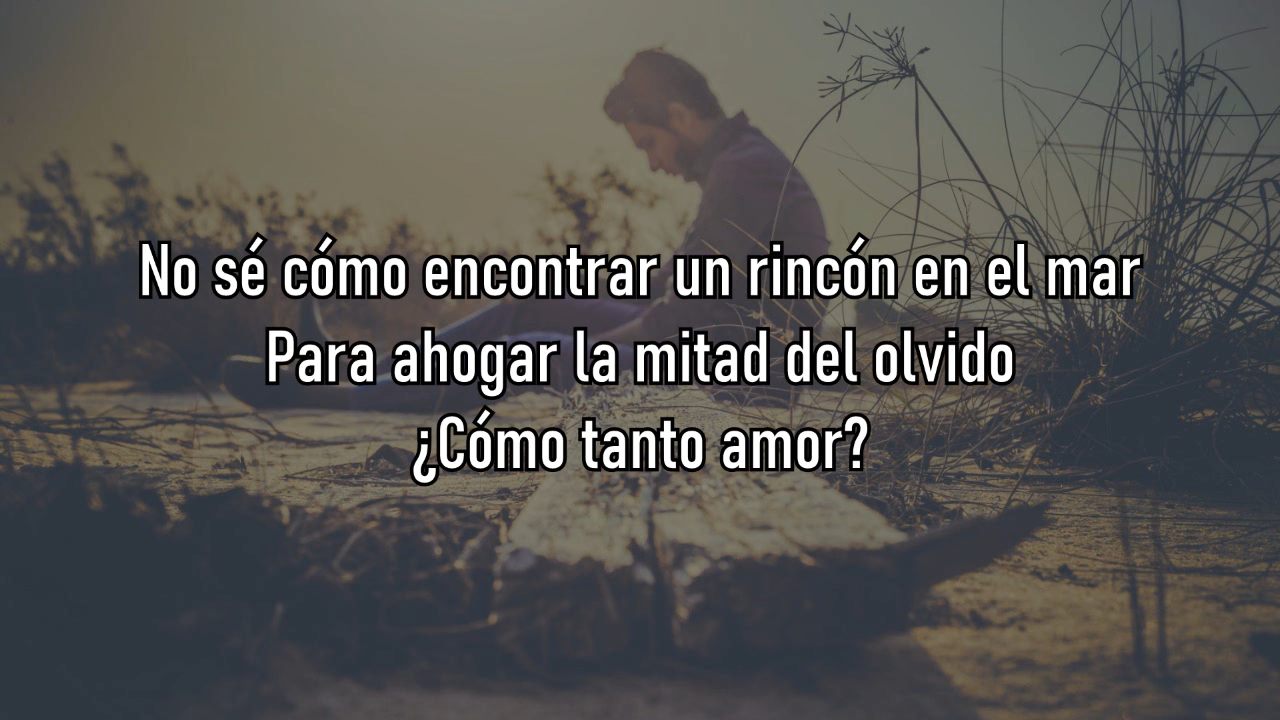 No sé cómo encontrar un rincón en el mar
Para ahogar la mitad del olvido
¿Cómo tanto amor?